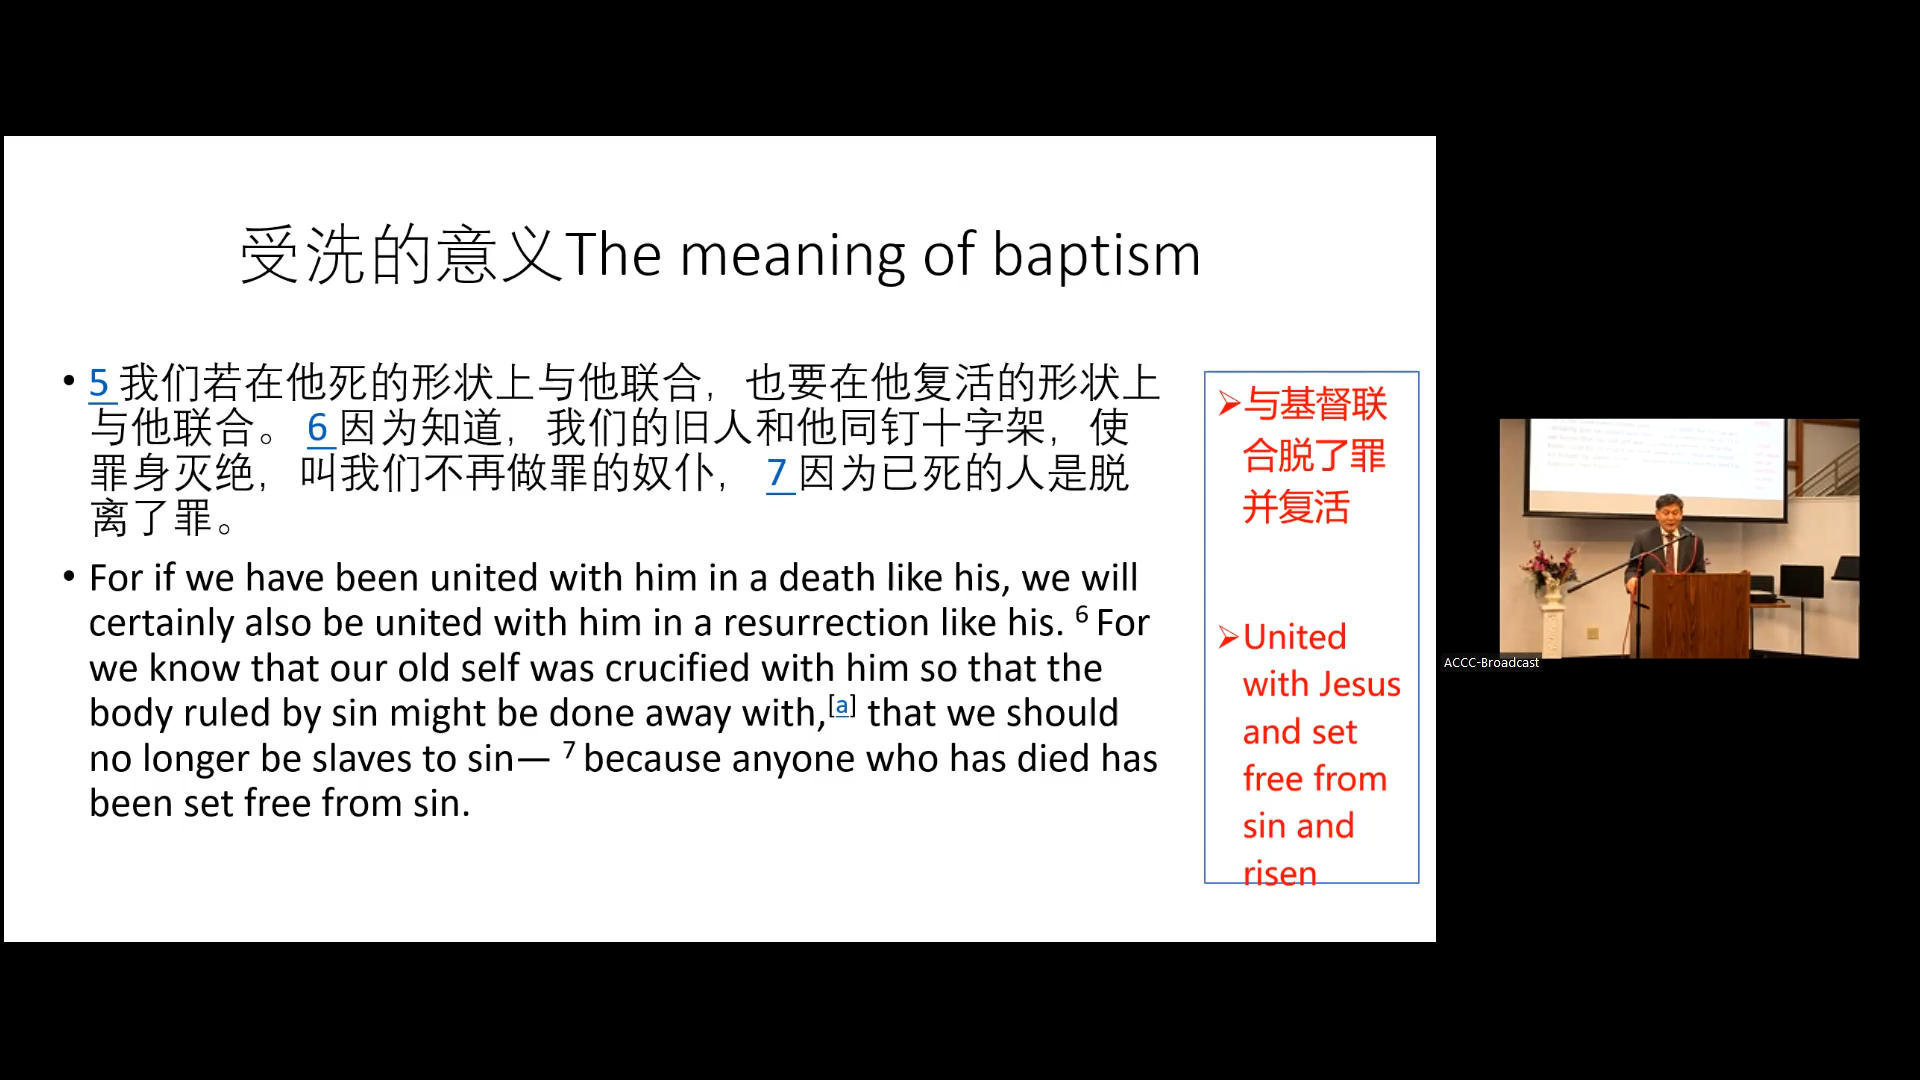 受洗的意义The meaning of baptism
• 5 我们若在他死的形状上与他联合，也要在他复活的形状上
与他联合。 6 因为知道，我们的旧人和他同钉十字架，使
罪身灭绝，叫我们不再做罪的奴仆， 7 因为已死的人是脱
离了罪。
• For if we have been united with him in a death like his, we will
certainly also be united with him in a resurrection like his. 6 For
we know that our old self was crucified with him so that the
body ruled by sin might be done away with,[a] that we should
no longer be slaves to sin— 7 because anyone who has died has
been set free from sin.
➢与基督联
合脱了罪
并复活
➢United
with Jesus
and set
free from
sin and
risen
ACCC-Broadcast